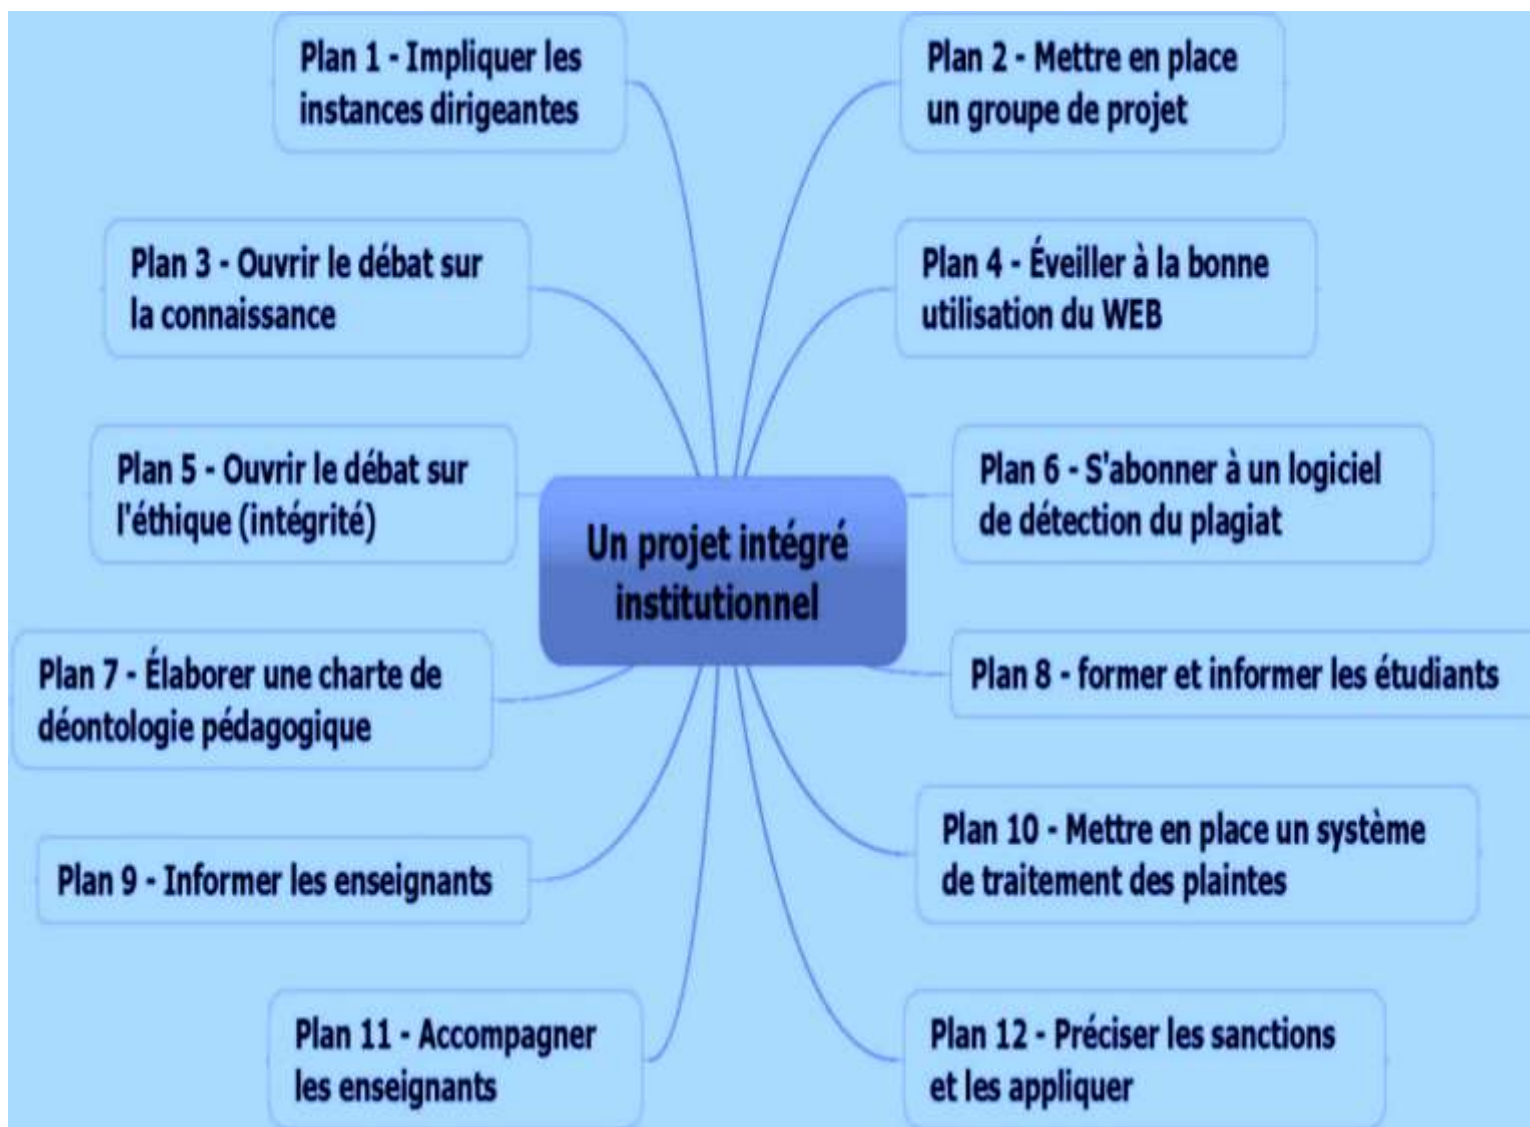 Plan 1 - Impliquer les
instances dirigeantes
Plan 2 - Mettre en place
un groupe de projet
Plan 3 - Ouvrir le débat sur
la connaissance
Plan 4 - Éveiller à la bonne
utilisation du WEB
Plan 5 - Ouvrir le débat sur
l'éthique (intégrité)
Plan 6 - S'abonner à un logiciel
de détection du plagiat
Un projet intégré
institutionnel
Plan 7 - Élaborer une charte de
déontologie pédagogique
Plan 8 - former et informer les étudiants
Plan 9 - Informer les enseignants
Plan 10 - Mettre en place un système
de traitement des plaintes
Plan 11 - Accompagner
les enseignants
Plan 12 - Préciser les sanctions
et les appliquer